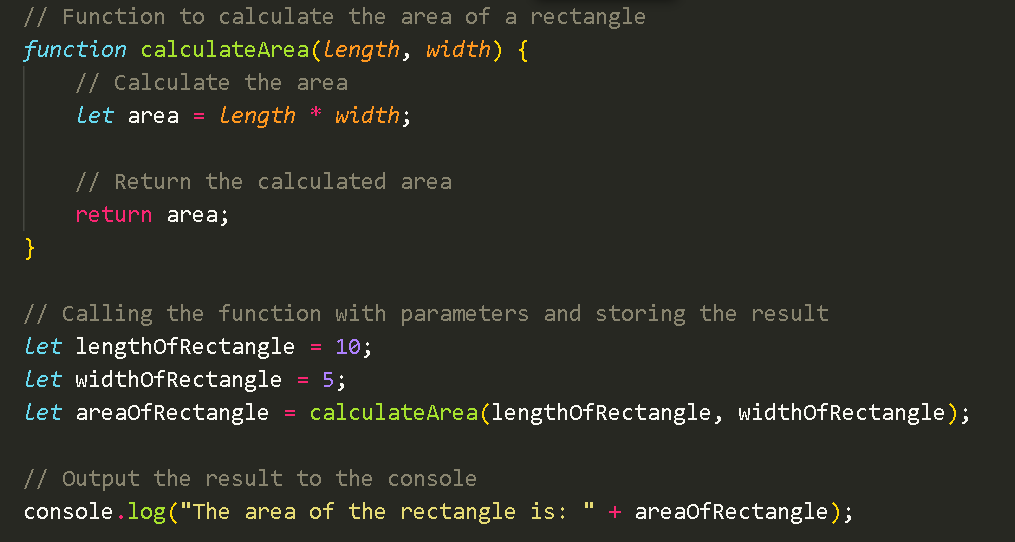 // Function to calculate the area of a rectangle
function calculateArea(length, width) {
    // Calculate the area
    let area = length * width;

    // Return the calculated area
    return area;
}

// Calling the function with parameters and storing the result
let lengthOfRectangle = 10;
let widthOfRectangle = 5;
let areaOfRectangle = calculateArea(lengthOfRectangle, widthOfRectangle);

// Output the result to the console
console.log("The area of the rectangle is: " + areaOfRectangle);